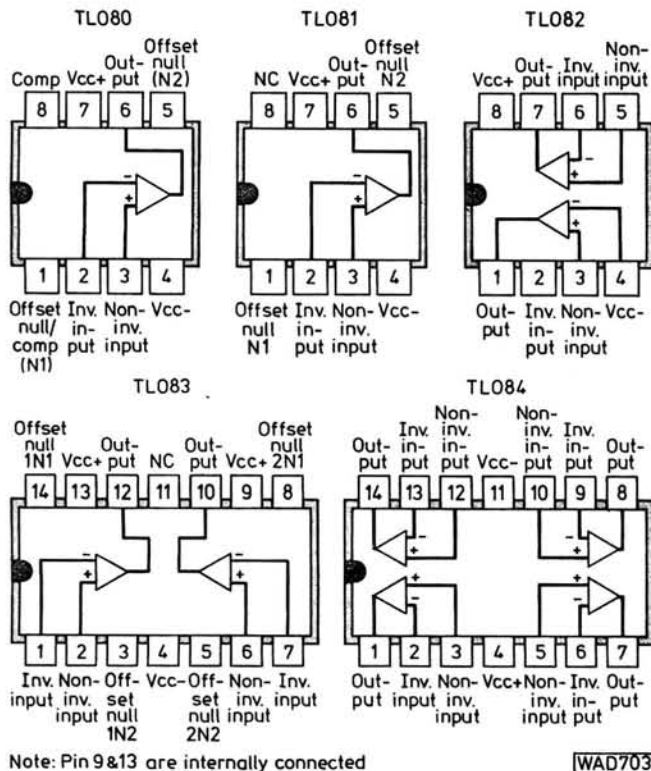 TL080 TL081 TL082
Comp Vcc+ Out-put Offset null (N2)
8 7 6 5
NC Vcc+ Out-put Offset null N2
8 7 6 5
Vcc+ Out-put Inv. input Non-inv. input
8 7 6 5
- +
- +
- +
- +
1 2 3 4
Offset null/ comp (N1) Inv. in-put Non-inv. input Vcc-
1 2 3 4
Offset null N1 Inv. in-put Non-inv. input Vcc-
1 2 3 4
Out-put Inv. in-put Non-inv. input Vcc-
TL083 TL084
Offset null 1N1 Vcc+ Out-put NC Out-put Vcc+ Offset null 2N1
14 13 12 11 10 9 8
Out-put Inv. in-put Non-inv. input Vcc- Non-inv. input Inv. in-put Out-put
14 13 12 11 10 9 8
- + - +
- + - +
+ - + -
1 2 3 4 5 6 7
Inv. input Non-inv. input Off-set null 1N2 Vcc- Off-set null 2N2 Non-inv. input Inv. input
1 2 3 4 5 6 7
Out-put Inv. input Non-inv. input Vcc+ Non-inv. input Inv. in-put Out-put
Note: Pin 9&13 are internally connected
WAD703